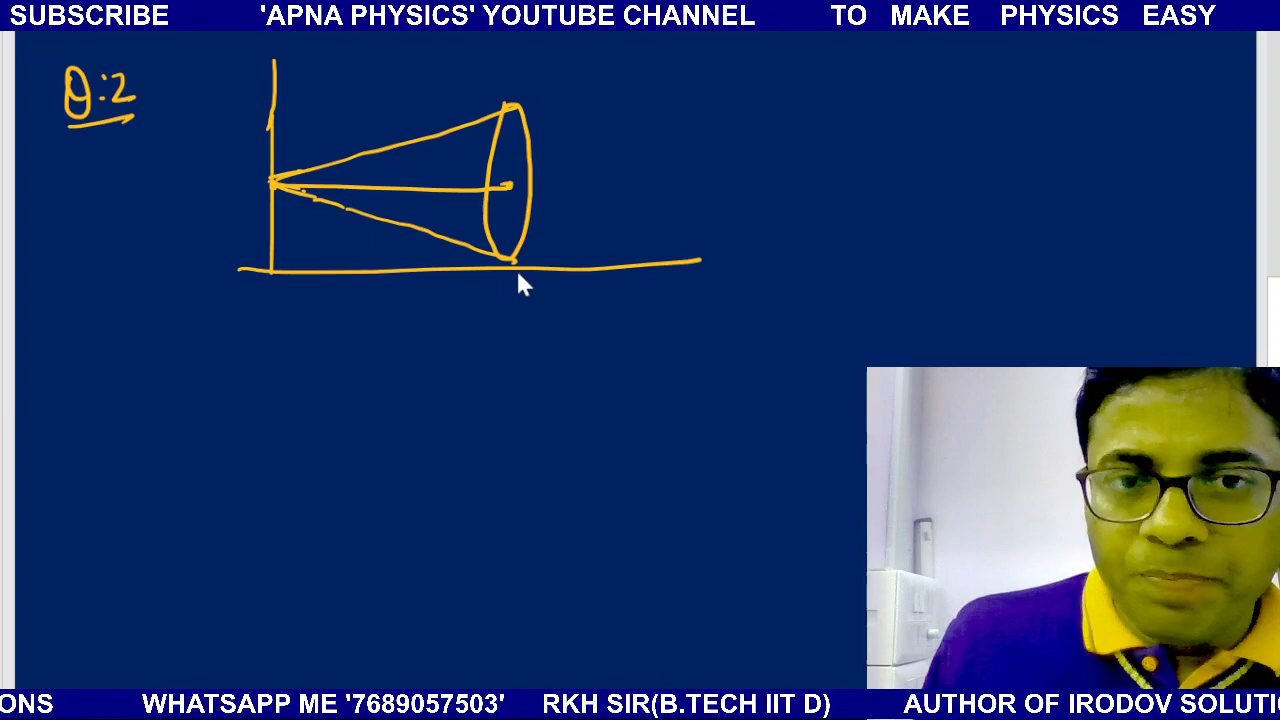 SUBSCRIBE 'APNA PHYSICS' YOUTUBE CHANNEL TO MAKE PHYSICS EASY
Q:2
ONS WHATSAPP ME '7689057503' RKH SIR(B.TECH IIT D) AUTHOR OF IRODOV SOLUTI